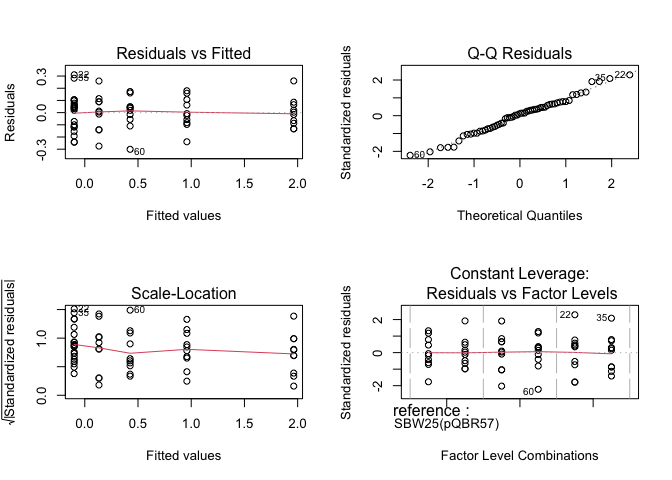 Residuals vs Fitted
Residuals
0.3
0.0
-0.3
22
35
60
0.0 0.5 1.0 1.5 2.0
Fitted values
Q-Q Residuals
Standardized residuals
2
0
-2
35
22
60
-2 -1 0 1 2
Theoretical Quantiles
Scale-Location
√|Standardized residuals|
1.0
0.0
22
35
60
0.0 0.5 1.0 1.5 2.0
Fitted values
Constant Leverage:
Residuals vs Factor Levels
Standardized residuals
2
0
-2
22
35
60
reference :
SBW25(pQBR57)
Factor Level Combinations